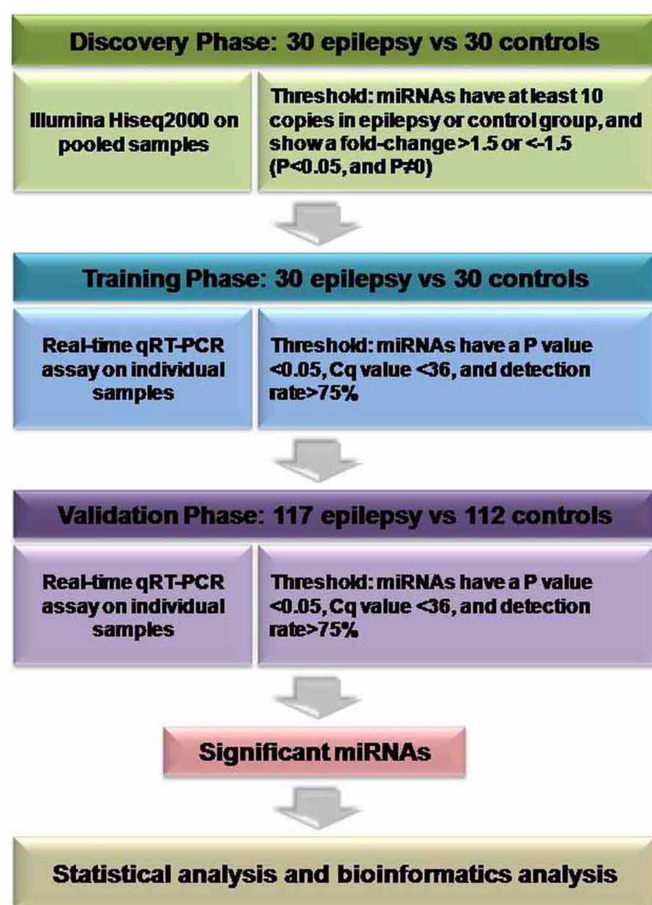 Discovery Phase: 30 epilepsy vs 30 controls
Illumina Hiseq2000 on
pooled samples
Threshold: miRNAs have at least 10
copies in epilepsy or control group, and
show a fold-change >1.5 or <-1.5
(P<0.05, and P≠0)
Training Phase: 30 epilepsy vs 30 controls
Real-time qRT-PCR
assay on individual
samples
Threshold: miRNAs have a P value
<0.05, Cq value <36, and detection
rate>75%
Validation Phase: 117 epilepsy vs 112 controls
Real-time qRT-PCR
assay on individual
samples
Threshold: miRNAs have a P value
<0.05, Cq value <36, and detection
rate>75%
Significant miRNAs
Statistical analysis and bioinformatics analysis